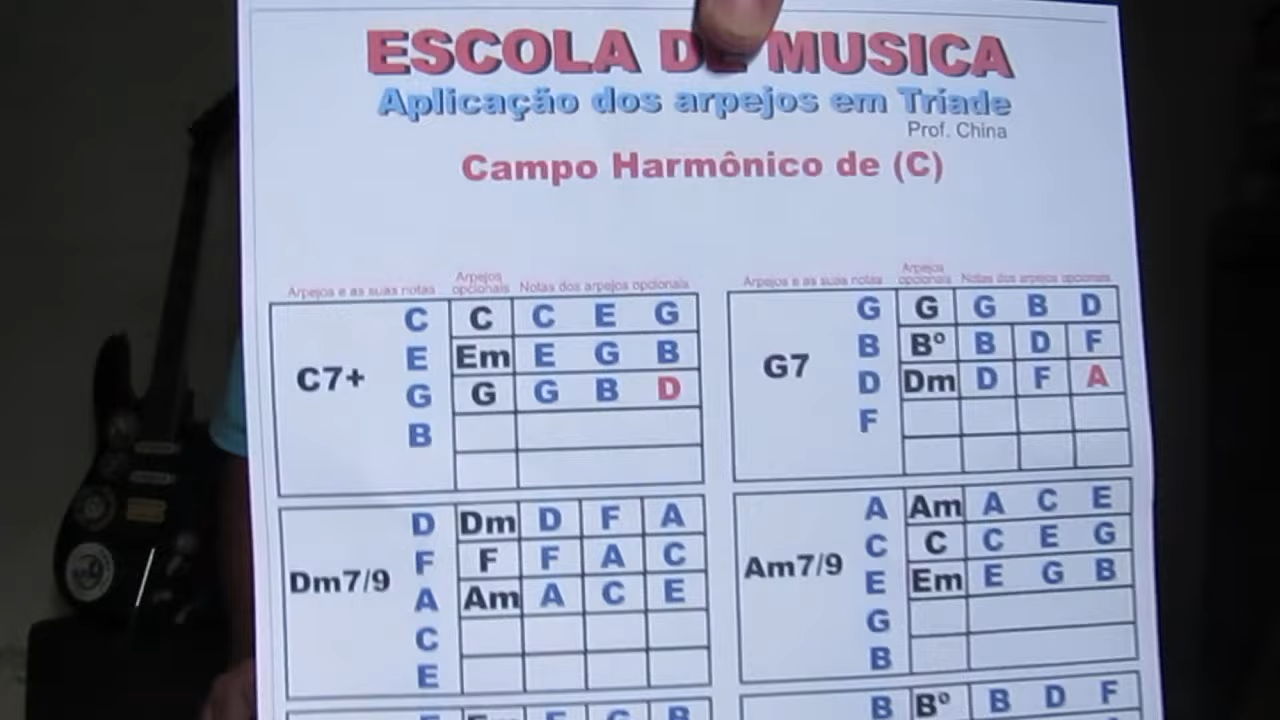 ESCOLA DE MUSICA
Aplicação dos arpejos em Tríade
Prof. China
Campo Harmônico de (C)
Arpejos e as suas notas Arpejos opcionais Notas dos arpejos opcionais
C7+
C
E
G
B
C C E G
Em E G B
G G B D
Arpejos e as suas notas Arpejos opcionais Notas dos arpejos opcionais
G7
G
B
D
F
G G B D
Bº B D F
Dm D F A
Dm7/9
D
F
A
C
E
Dm D F A
F F A C
Am A C E
Am7/9
A
C
E
G
B
Am A C E
C C E G
Em E G B
B Bº B D F